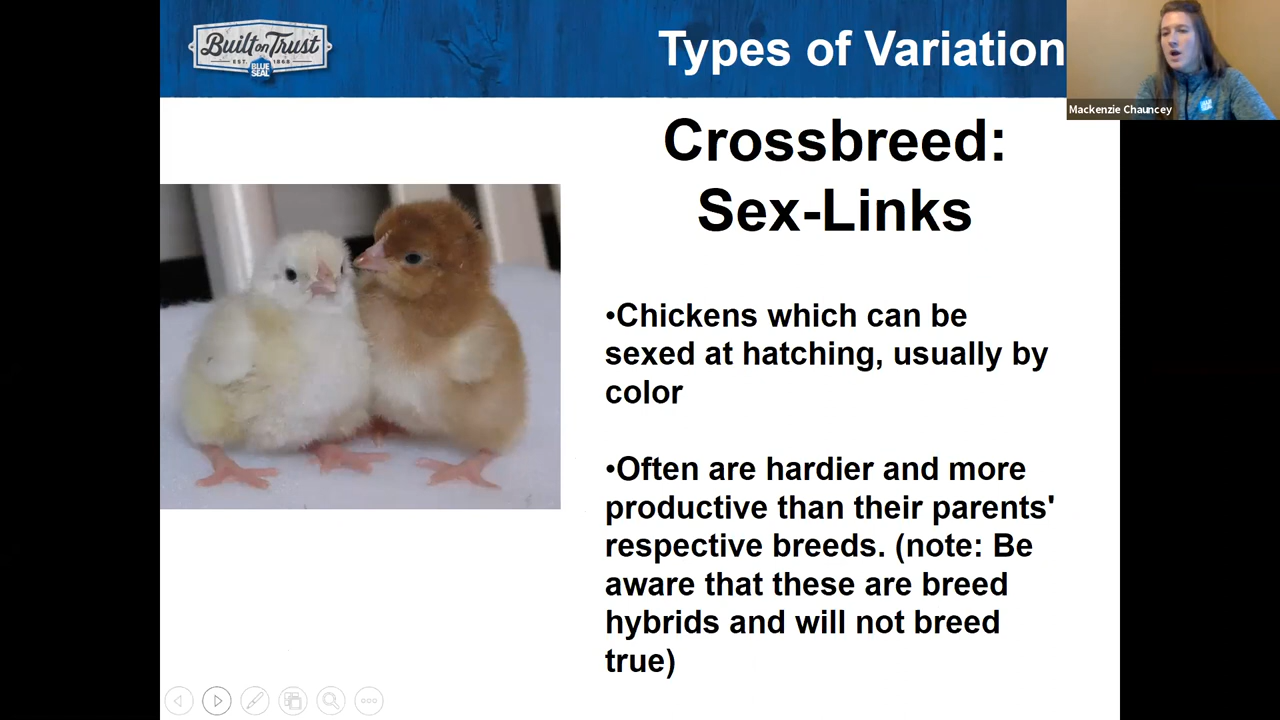 Built on Trust
EST. 1868
BLUE
SEAL
Types of Variation
Mackenzie Chauncey
Crossbreed:
Sex-Links
•Chickens which can be
sexed at hatching, usually by
color
•Often are hardier and more
productive than their parents'
respective breeds. (note: Be
aware that these are breed
hybrids and will not breed
true)